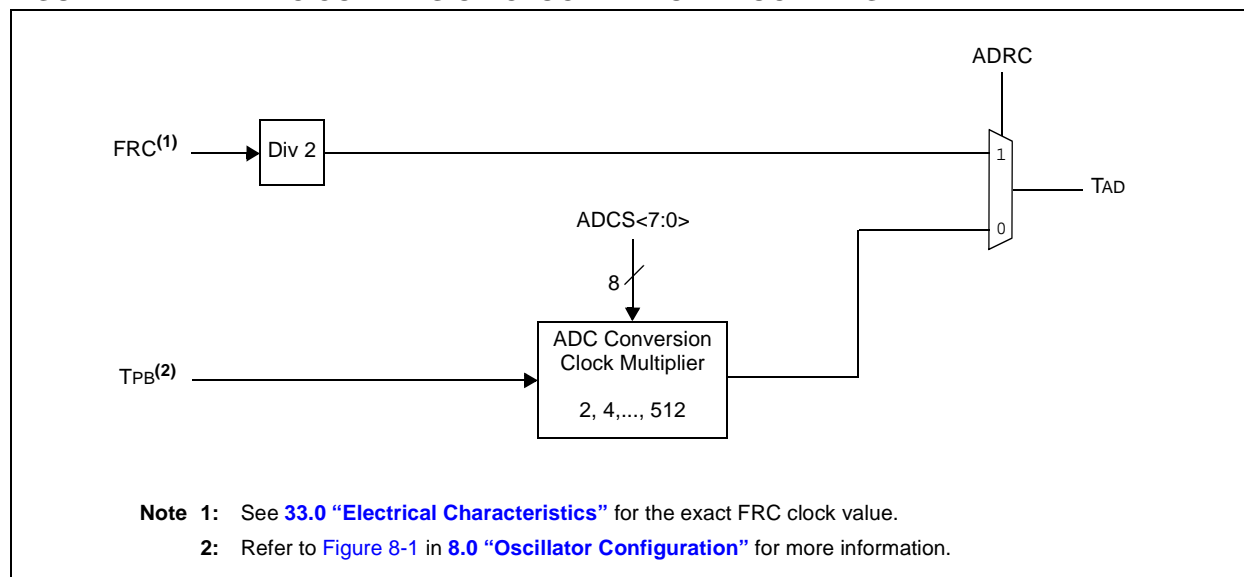 ADRC
FRC(1)
Div 2
1
TAD
ADCS<7:0>
0
8
ADC Conversion
Clock Multiplier
TPB(2)
2, 4,..., 512
Note 1: See 33.0 “Electrical Characteristics” for the exact FRC clock value.
2: Refer to Figure 8-1 in 8.0 “Oscillator Configuration” for more information.